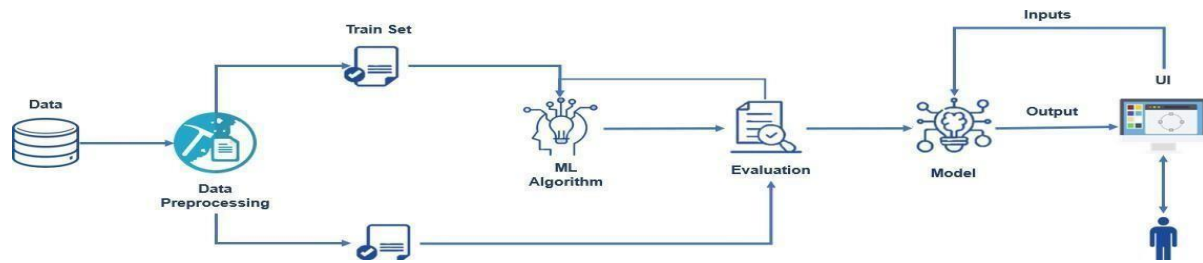 Inputs
Train Set
UI
Data
Output
ML
Algorithm
Evaluation
Model
Data
Preprocessing